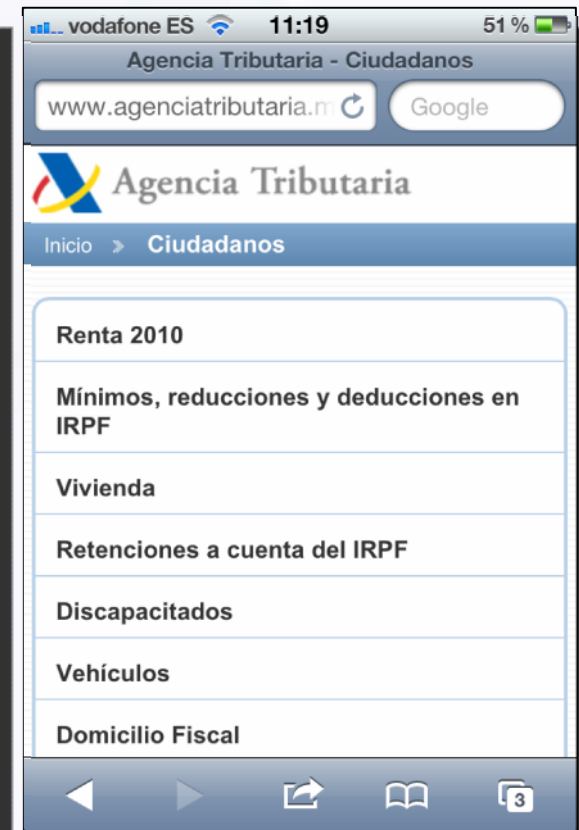 vodafone ES 11:19 51 %
Agencia Tributaria - Ciudadanos
www.agenciatributaria.m Google
Agencia Tributaria
Inicio » Ciudadanos
Renta 2010
Mínimos, reducciones y deducciones en
IRPF
Vivienda
Retenciones a cuenta del IRPF
Discapacitados
Vehículos
Domicilio Fiscal
3